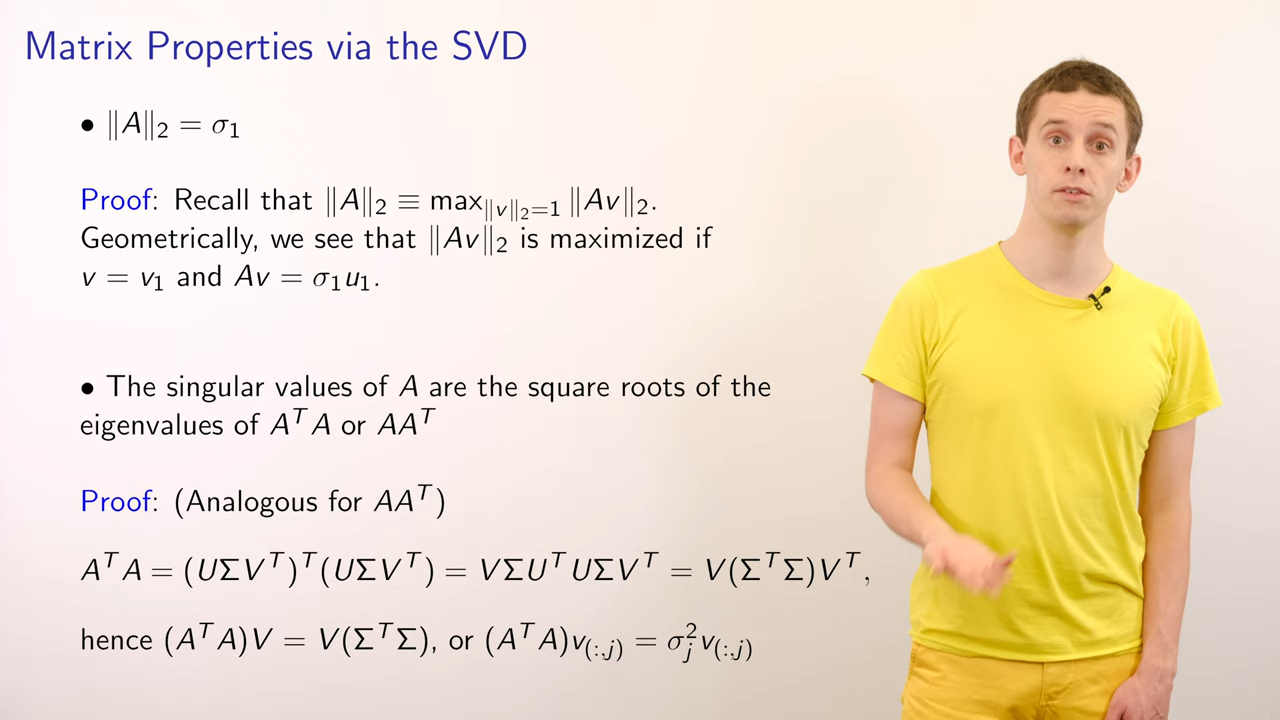 Matrix Properties via the SVD
• ‖A‖₂ = σ₁
Proof: Recall that ‖A‖₂ ≡ max_{‖v‖₂=1} ‖Av‖₂.
Geometrically, we see that ‖Av‖₂ is maximized if
v = v₁ and Av = σ₁u₁.
• The singular values of A are the square roots of the
eigenvalues of AᵀA or AAᵀ
Proof: (Analogous for AAᵀ)
AᵀA = (UΣVᵀ)ᵀ(UΣVᵀ) = VΣUᵀUΣVᵀ = V(ΣᵀΣ)Vᵀ,
hence (AᵀA)V = V(ΣᵀΣ), or (AᵀA)v_{(:,j)} = σ_j² v_{(:,j)}